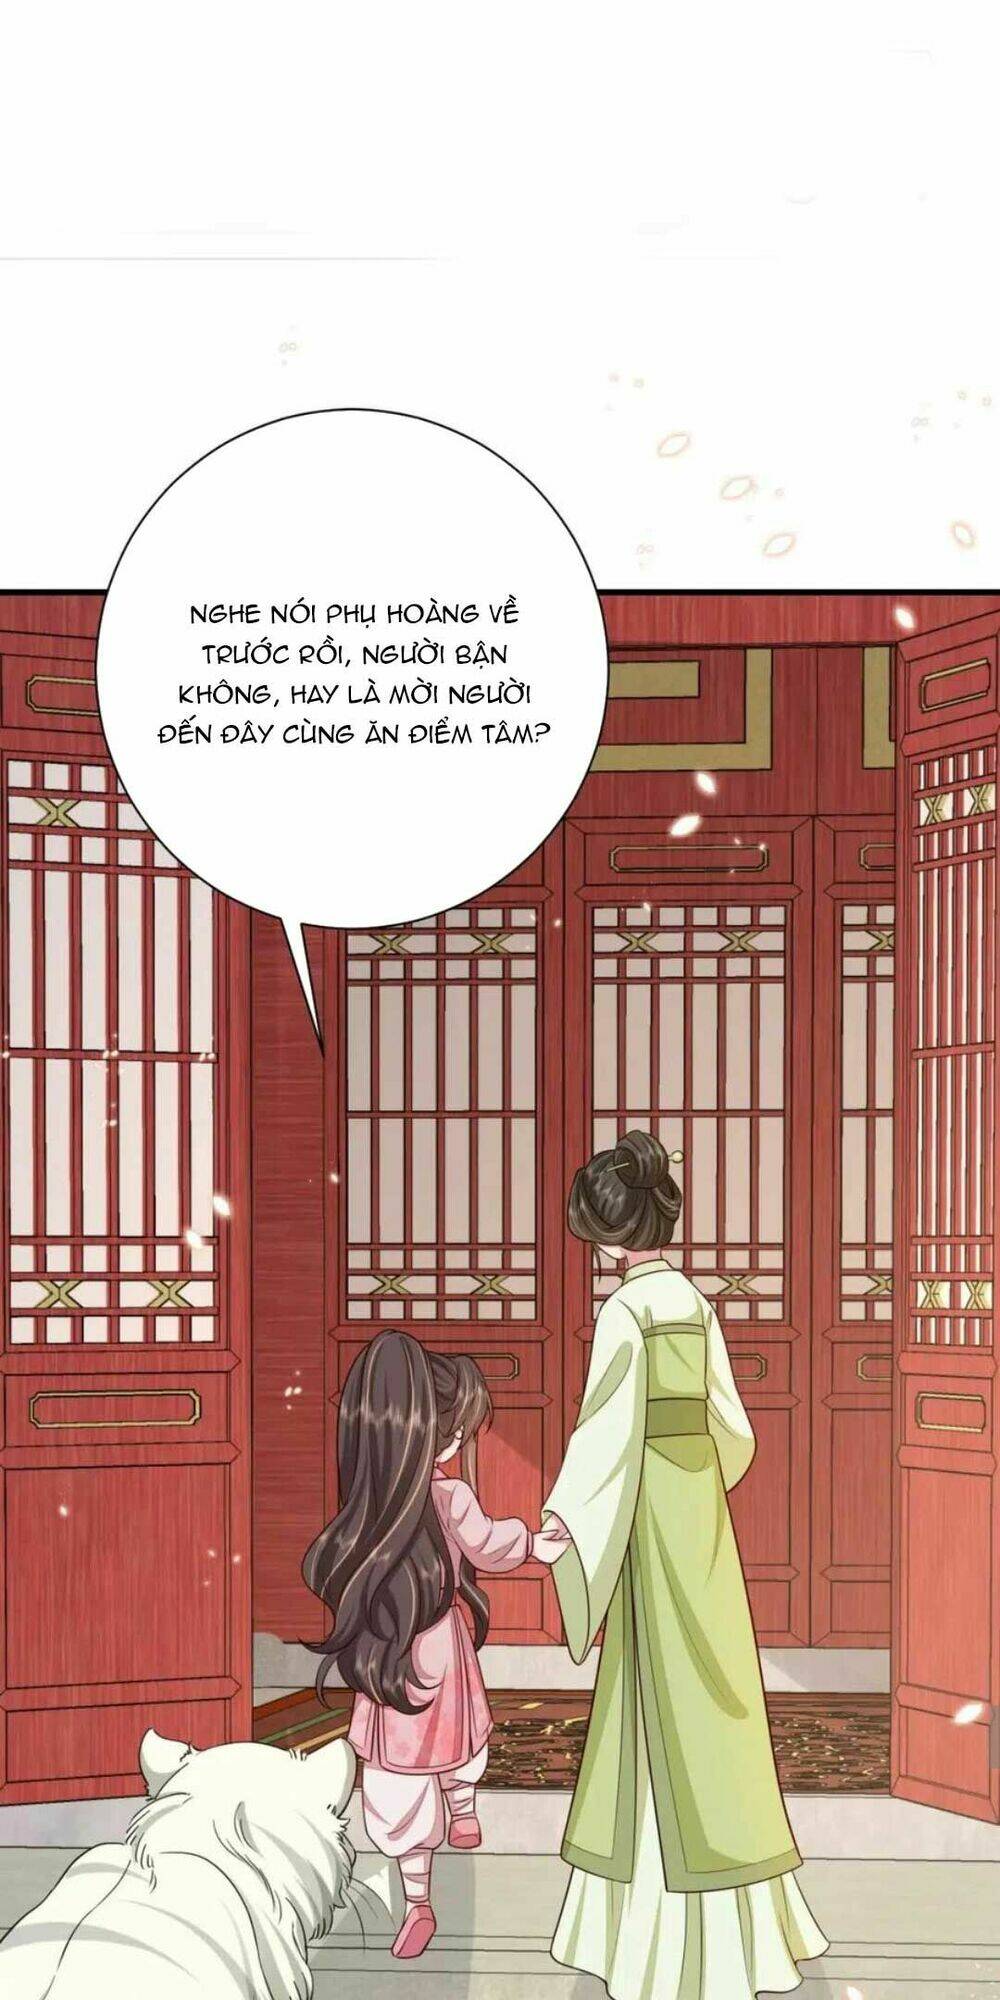 NGHE NÓI PHỤ HOÀNG VỀ
TRƯỚC RỒI, NGƯỜI BẬN
KHÔNG, HAY LÀ MỜI NGƯỜI
ĐẾN ĐÂY CÙNG ĂN ĐIỂM TÂM?